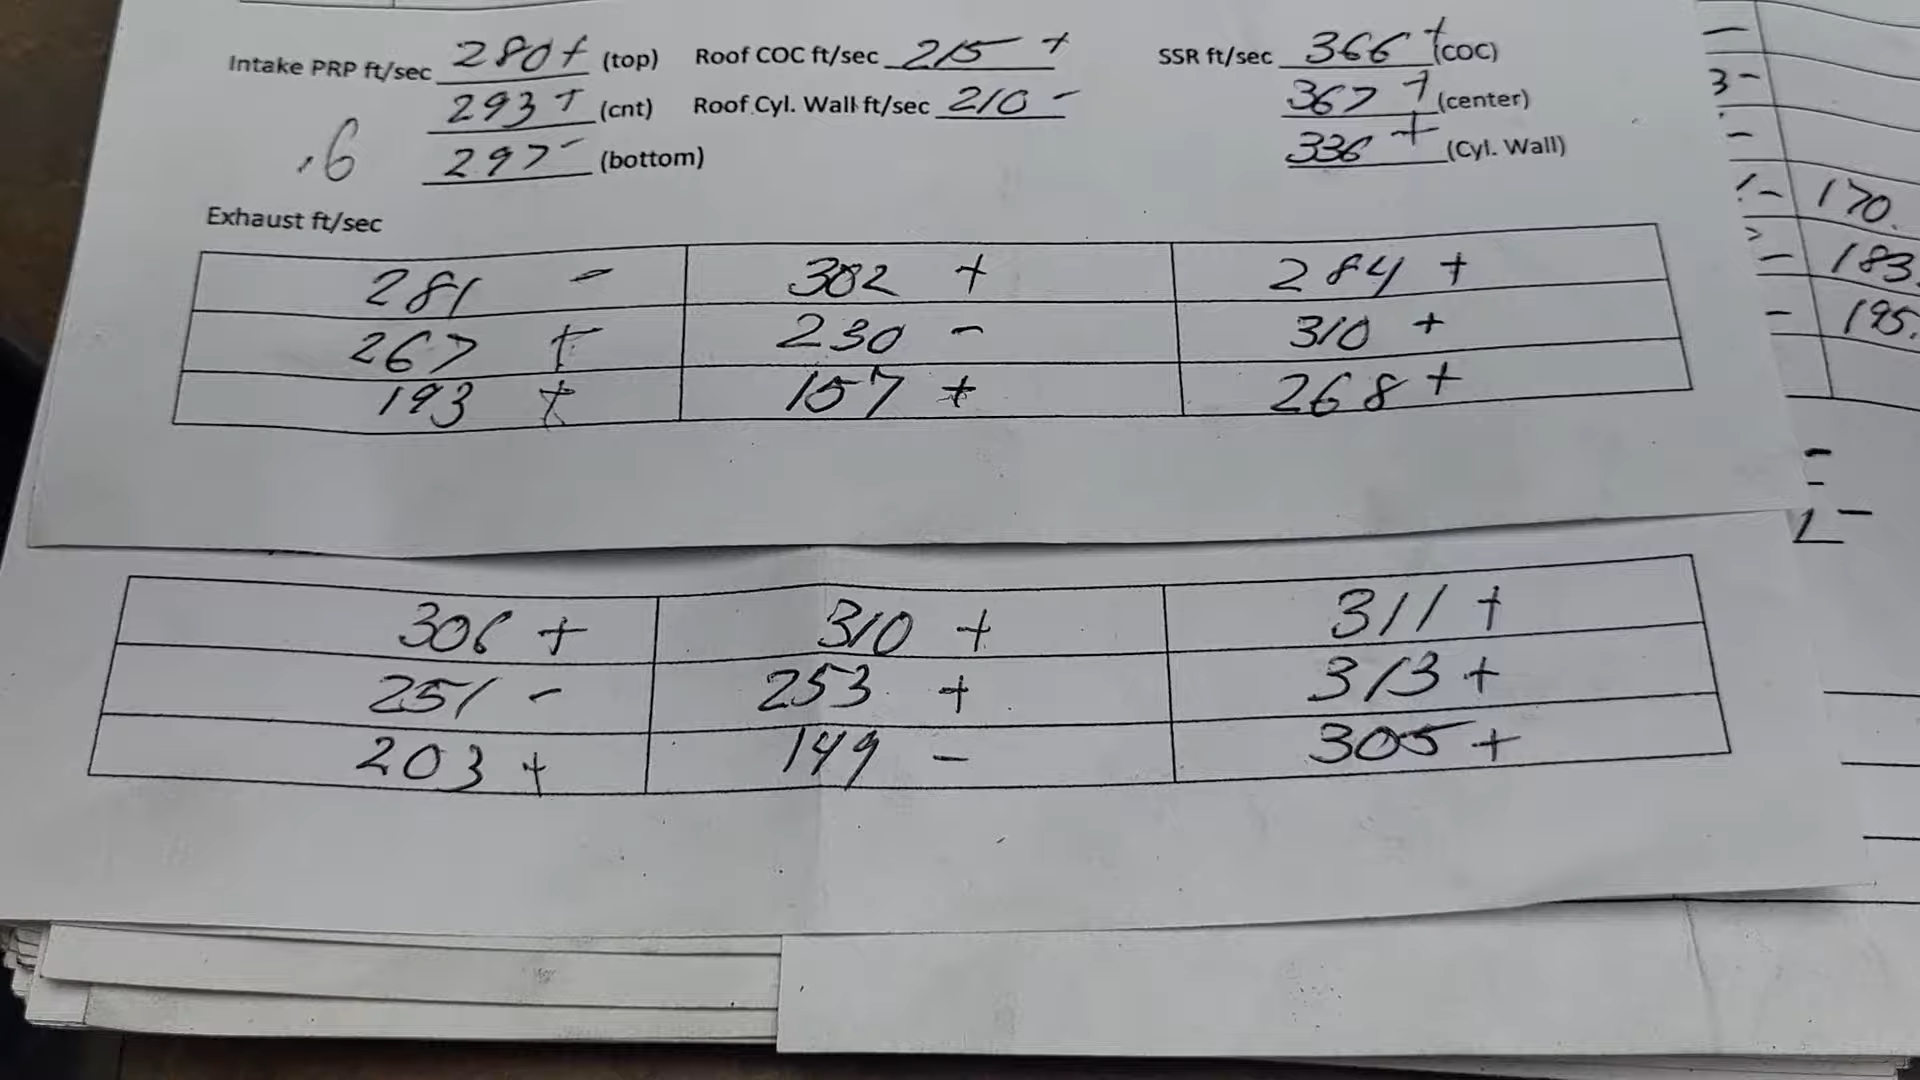 Intake PRP ft/sec 280+ (top) Roof COC ft/sec 215 + SSR ft/sec 366 + (COC)
293 + (cnt) Roof Cyl. Wall ft/sec 210 - 367 + (center)
.6 297 - (bottom) 336 + (Cyl. Wall)
Exhaust ft/sec
281 - 302 + 284 +
267 + 230 - 310 +
193 + 157 + 268 +
306 + 310 + 311 +
251 - 253 + 313 +
203 + 149 - 305 +
-
3 -
-
- 170.
- 183.
- 195.
-
-